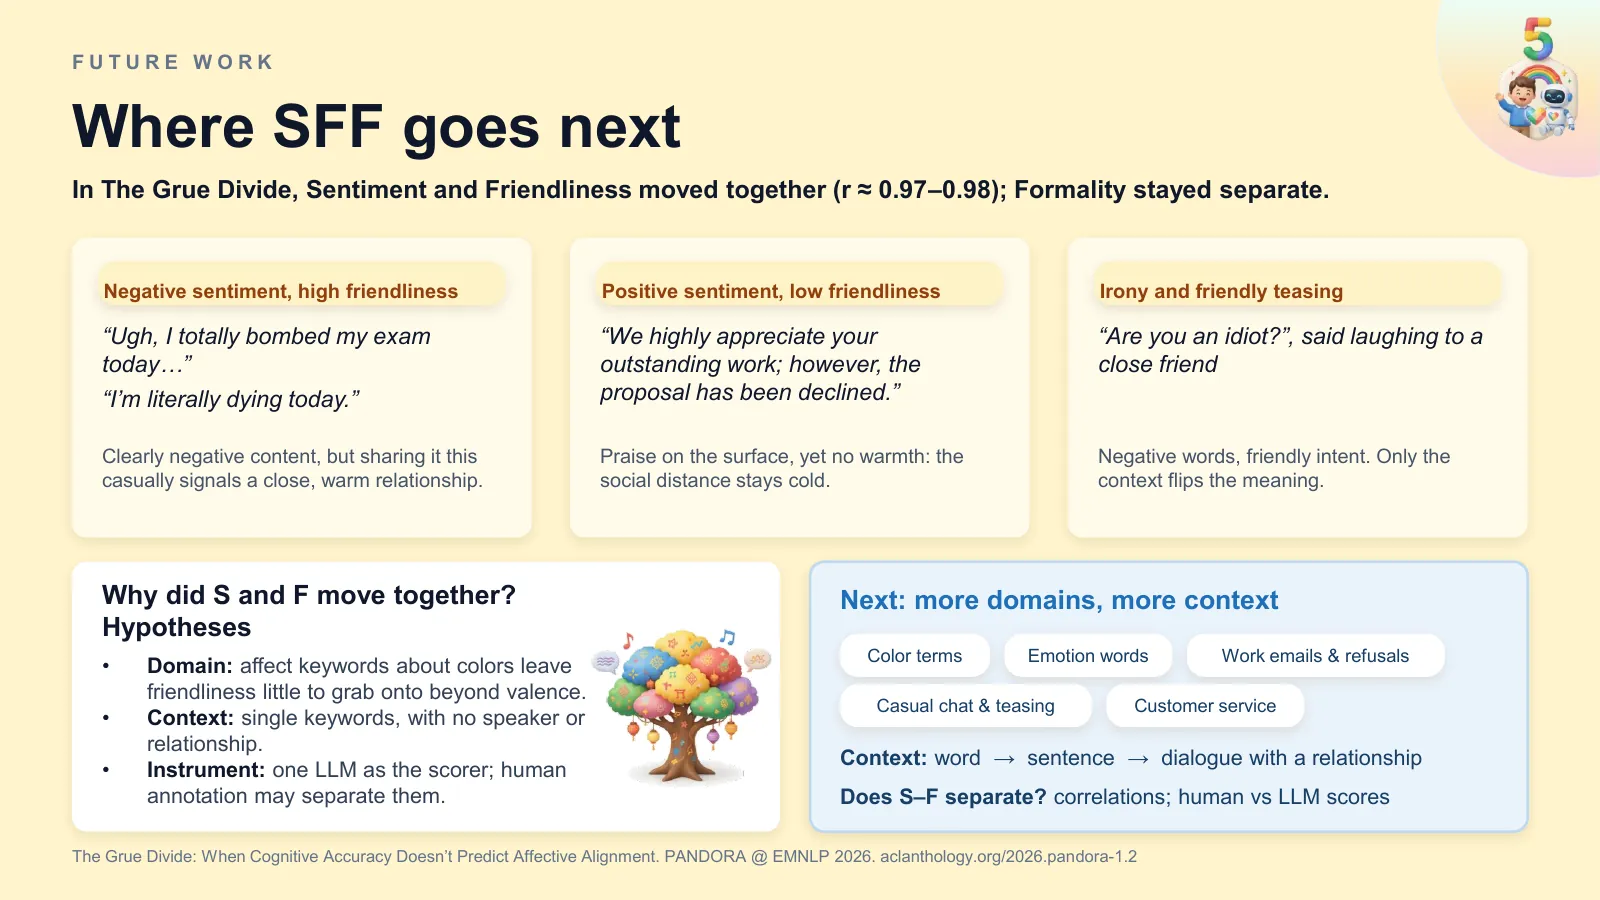 FUTURE WORK
5
Where SFF goes next
In The Grue Divide, Sentiment and Friendliness moved together (r ≈ 0.97–0.98); Formality stayed separate.
Negative sentiment, high friendliness
“Ugh, I totally bombed my exam
today…”
“I’m literally dying today.”
Clearly negative content, but sharing it this
casually signals a close, warm relationship.
Positive sentiment, low friendliness
“We highly appreciate your
outstanding work; however, the
proposal has been declined.”
Praise on the surface, yet no warmth: the
social distance stays cold.
Irony and friendly teasing
“Are you an idiot?”, said laughing to a
close friend
Negative words, friendly intent. Only the
context flips the meaning.
Why did S and F move together?
Hypotheses
• Domain: affect keywords about colors leave
friendliness little to grab onto beyond valence.
• Context: single keywords, with no speaker or
relationship.
• Instrument: one LLM as the scorer; human
annotation may separate them.
Next: more domains, more context
Color terms
Emotion words
Work emails & refusals
Casual chat & teasing
Customer service
Context: word → sentence → dialogue with a relationship
Does S–F separate? correlations; human vs LLM scores
The Grue Divide: When Cognitive Accuracy Doesn’t Predict Affective Alignment. PANDORA @ EMNLP 2026. aclanthology.org/2026.pandora-1.2